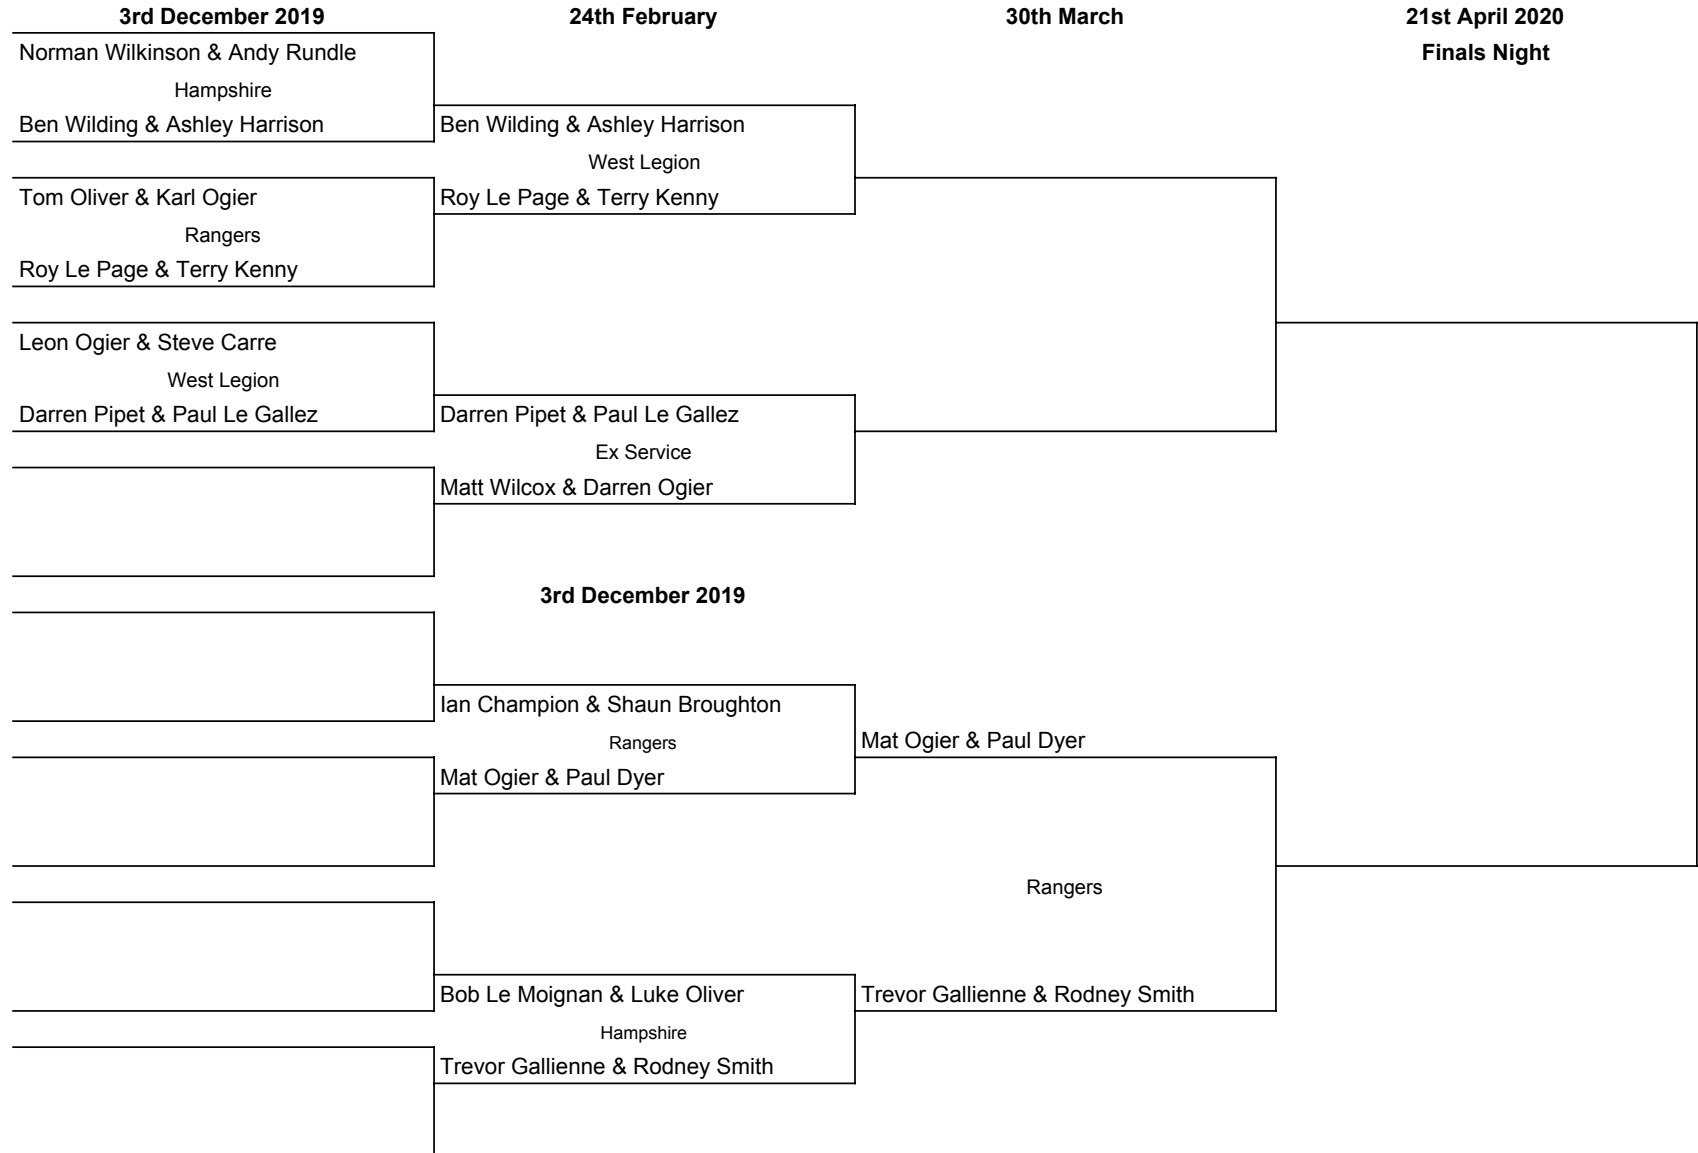 3rd December 2019 24th February 30th March 21st April 2020
Norman Wilkinson & Andy Rundle Finals Night
Hampshire
Ben Wilding & Ashley Harrison Ben Wilding & Ashley Harrison
West Legion
Tom Oliver & Karl Ogier Roy Le Page & Terry Kenny
Rangers
Roy Le Page & Terry Kenny
Leon Ogier & Steve Carre
West Legion
Darren Pipet & Paul Le Gallez Darren Pipet & Paul Le Gallez
Ex Service
Matt Wilcox & Darren Ogier
3rd December 2019
Ian Champion & Shaun Broughton
Rangers Mat Ogier & Paul Dyer
Mat Ogier & Paul Dyer
Rangers
Bob Le Moignan & Luke Oliver Trevor Gallienne & Rodney Smith
Hampshire
Trevor Gallienne & Rodney Smith